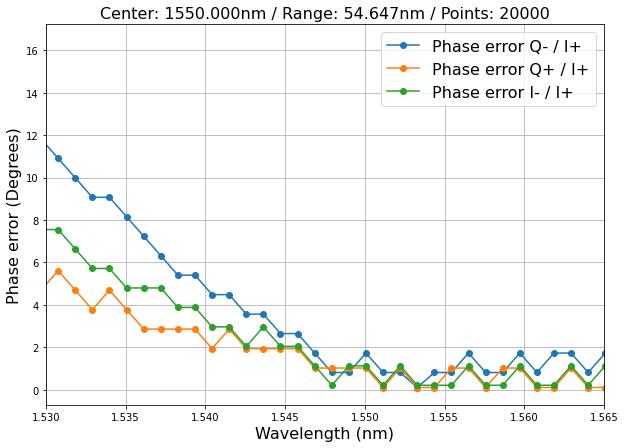 Center: 1550.000nm / Range: 54.647nm / Points: 20000
Phase error Q- / I+
Phase error Q+ / I+
Phase error I- / I+
Phase error (Degrees)
16
14
12
10
8
6
4
2
0
1.530
1.535
1.540
1.545
1.550
1.555
1.560
1.565
Wavelength (nm)